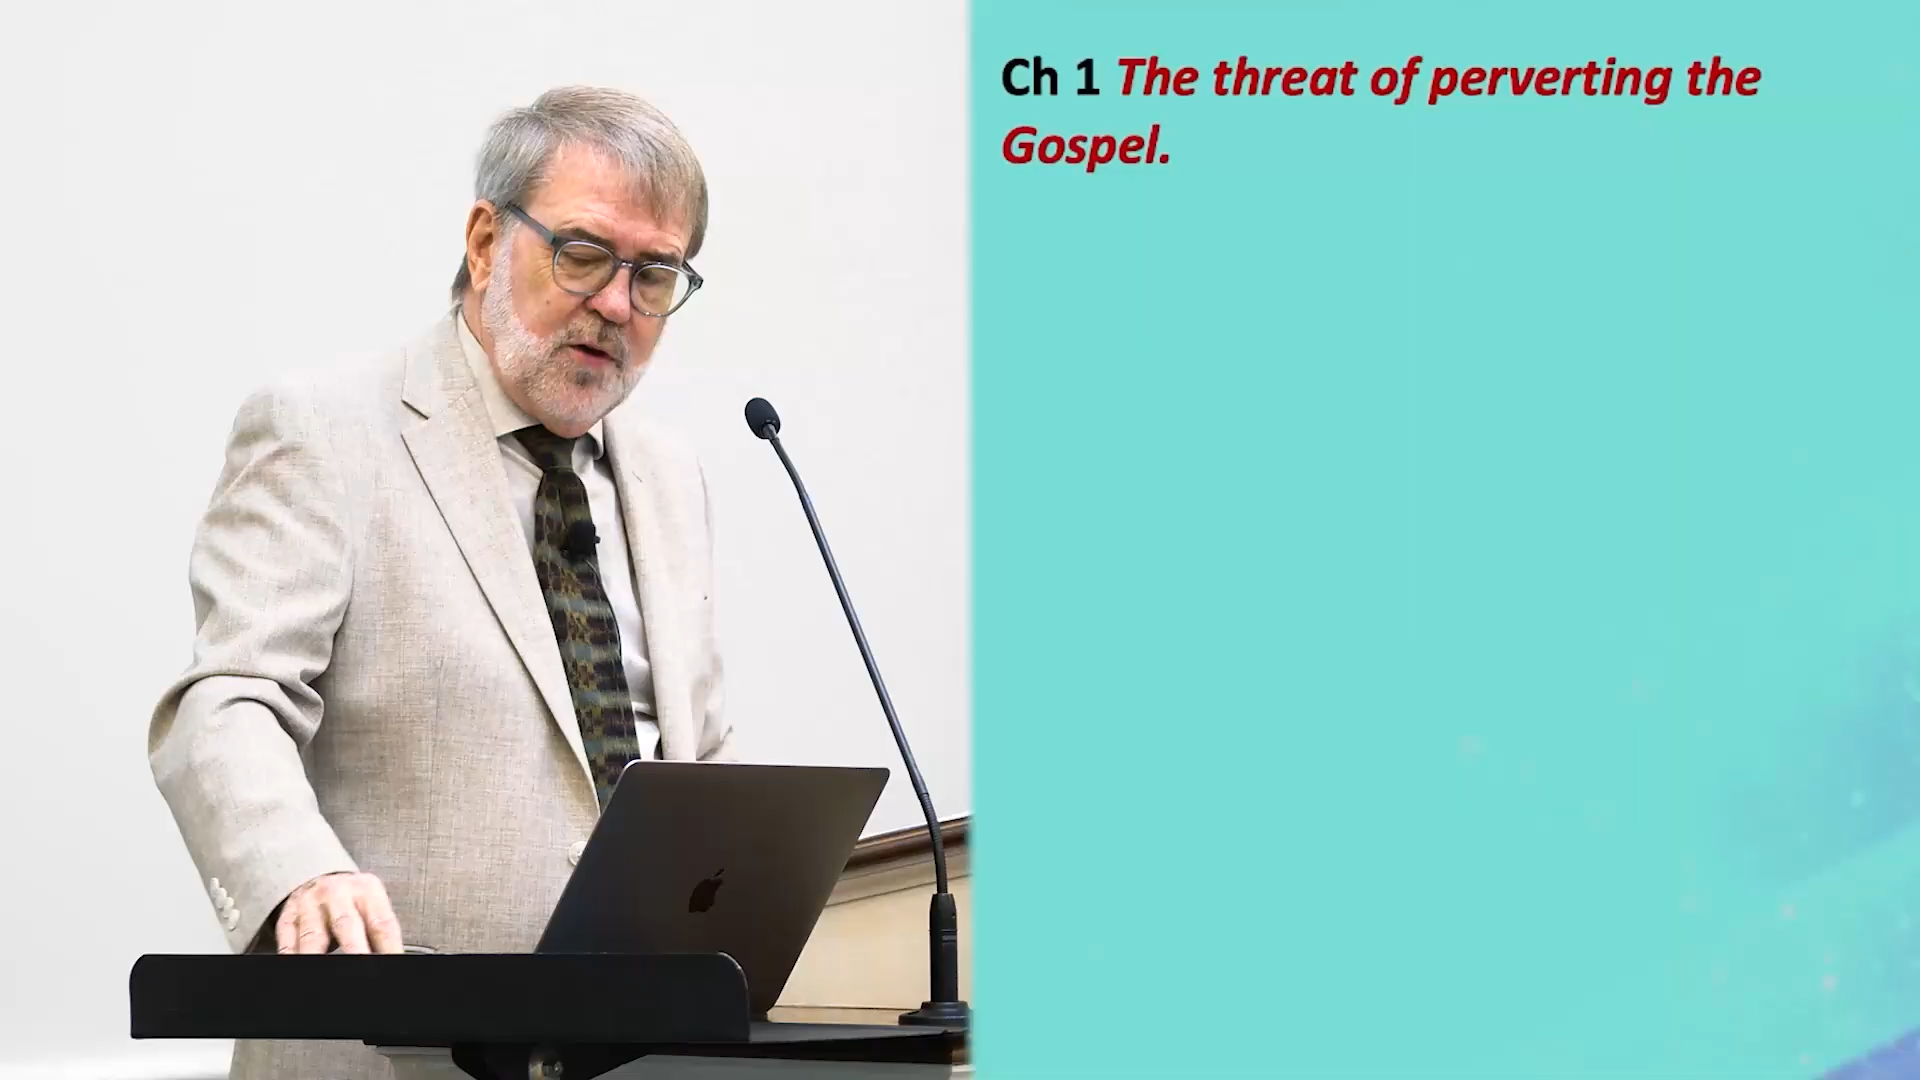 Ch 1 The threat of perverting the
Gospel.